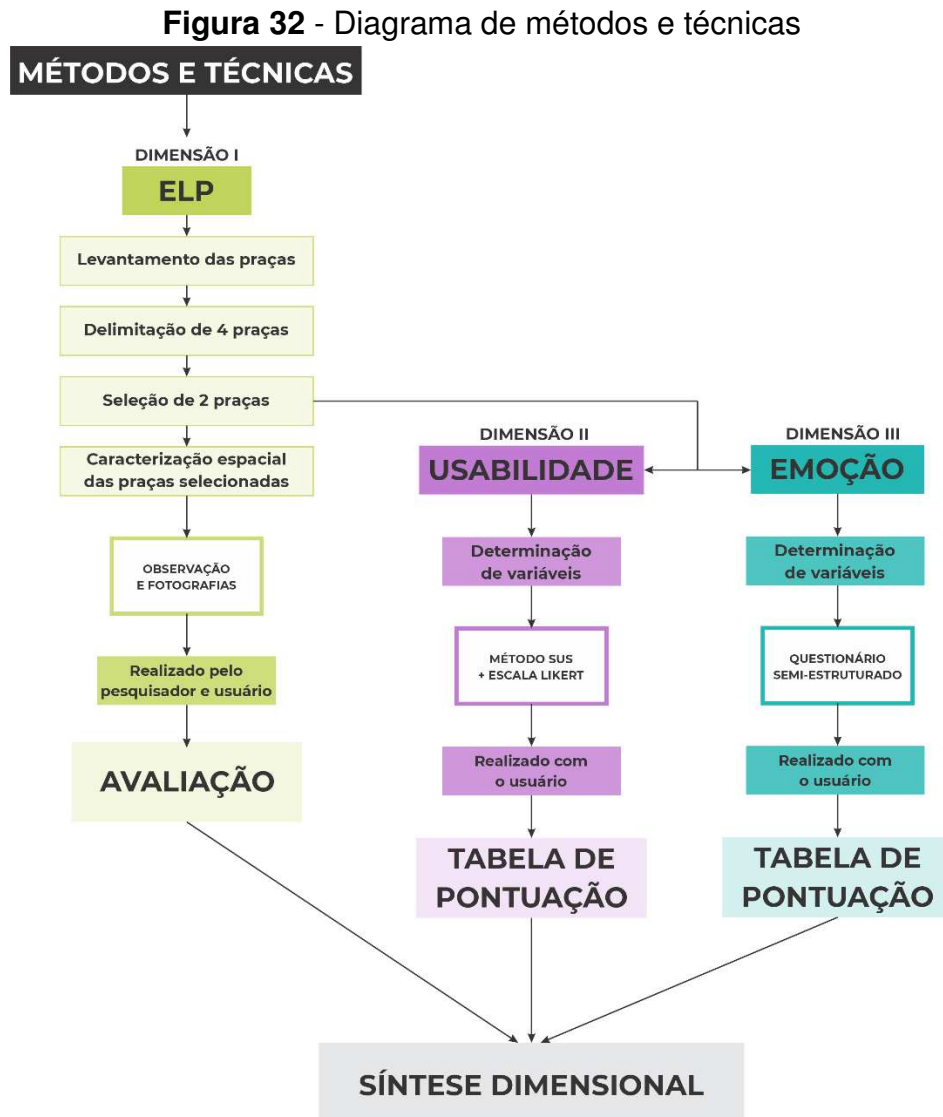 Figura 32 - Diagrama de métodos e técnicas
MÉTODOS E TÉCNICAS
DIMENSÃO I
ELP
Levantamento das praças
Delimitação de 4 praças
Seleção de 2 praças
Caracterização espacial
das praças selecionadas
OBSERVAÇÃO
E FOTOGRAFIAS
Realizado pelo
pesquisador e usuário
AVALIAÇÃO
DIMENSÃO II
USABILIDADE
Determinação
de variáveis
MÉTODO SUS
+ ESCALA LIKERT
Realizado com
o usuário
TABELA DE
PONTUAÇÃO
DIMENSÃO III
EMOÇÃO
Determinação
de variáveis
QUESTIONÁRIO
SEMI-ESTRUTURADO
Realizado com
o usuário
TABELA DE
PONTUAÇÃO
SÍNTESE DIMENSIONAL